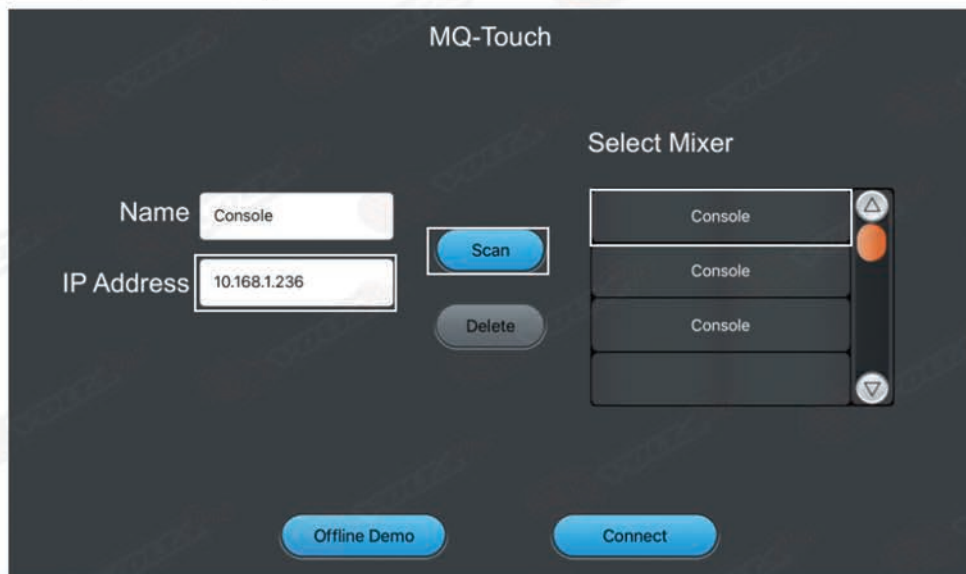 MQ-Touch
Select Mixer
Name
Console
IP Address
10.168.1.236
Scan
Delete
Console
Console
Console
Offline Demo
Connect